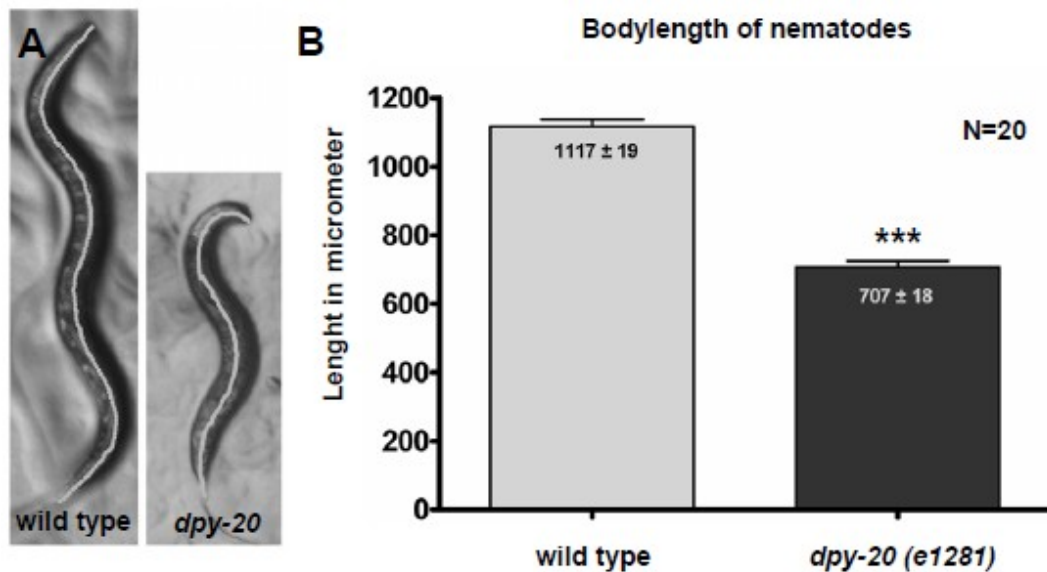 A
wild type
dpy-20
B
Bodylength of nematodes
Lenght in micrometer
1200
1000
800
600
400
200
0
1117 ± 19
N=20
***
707 ± 18
wild type
dpy-20 (e1281)